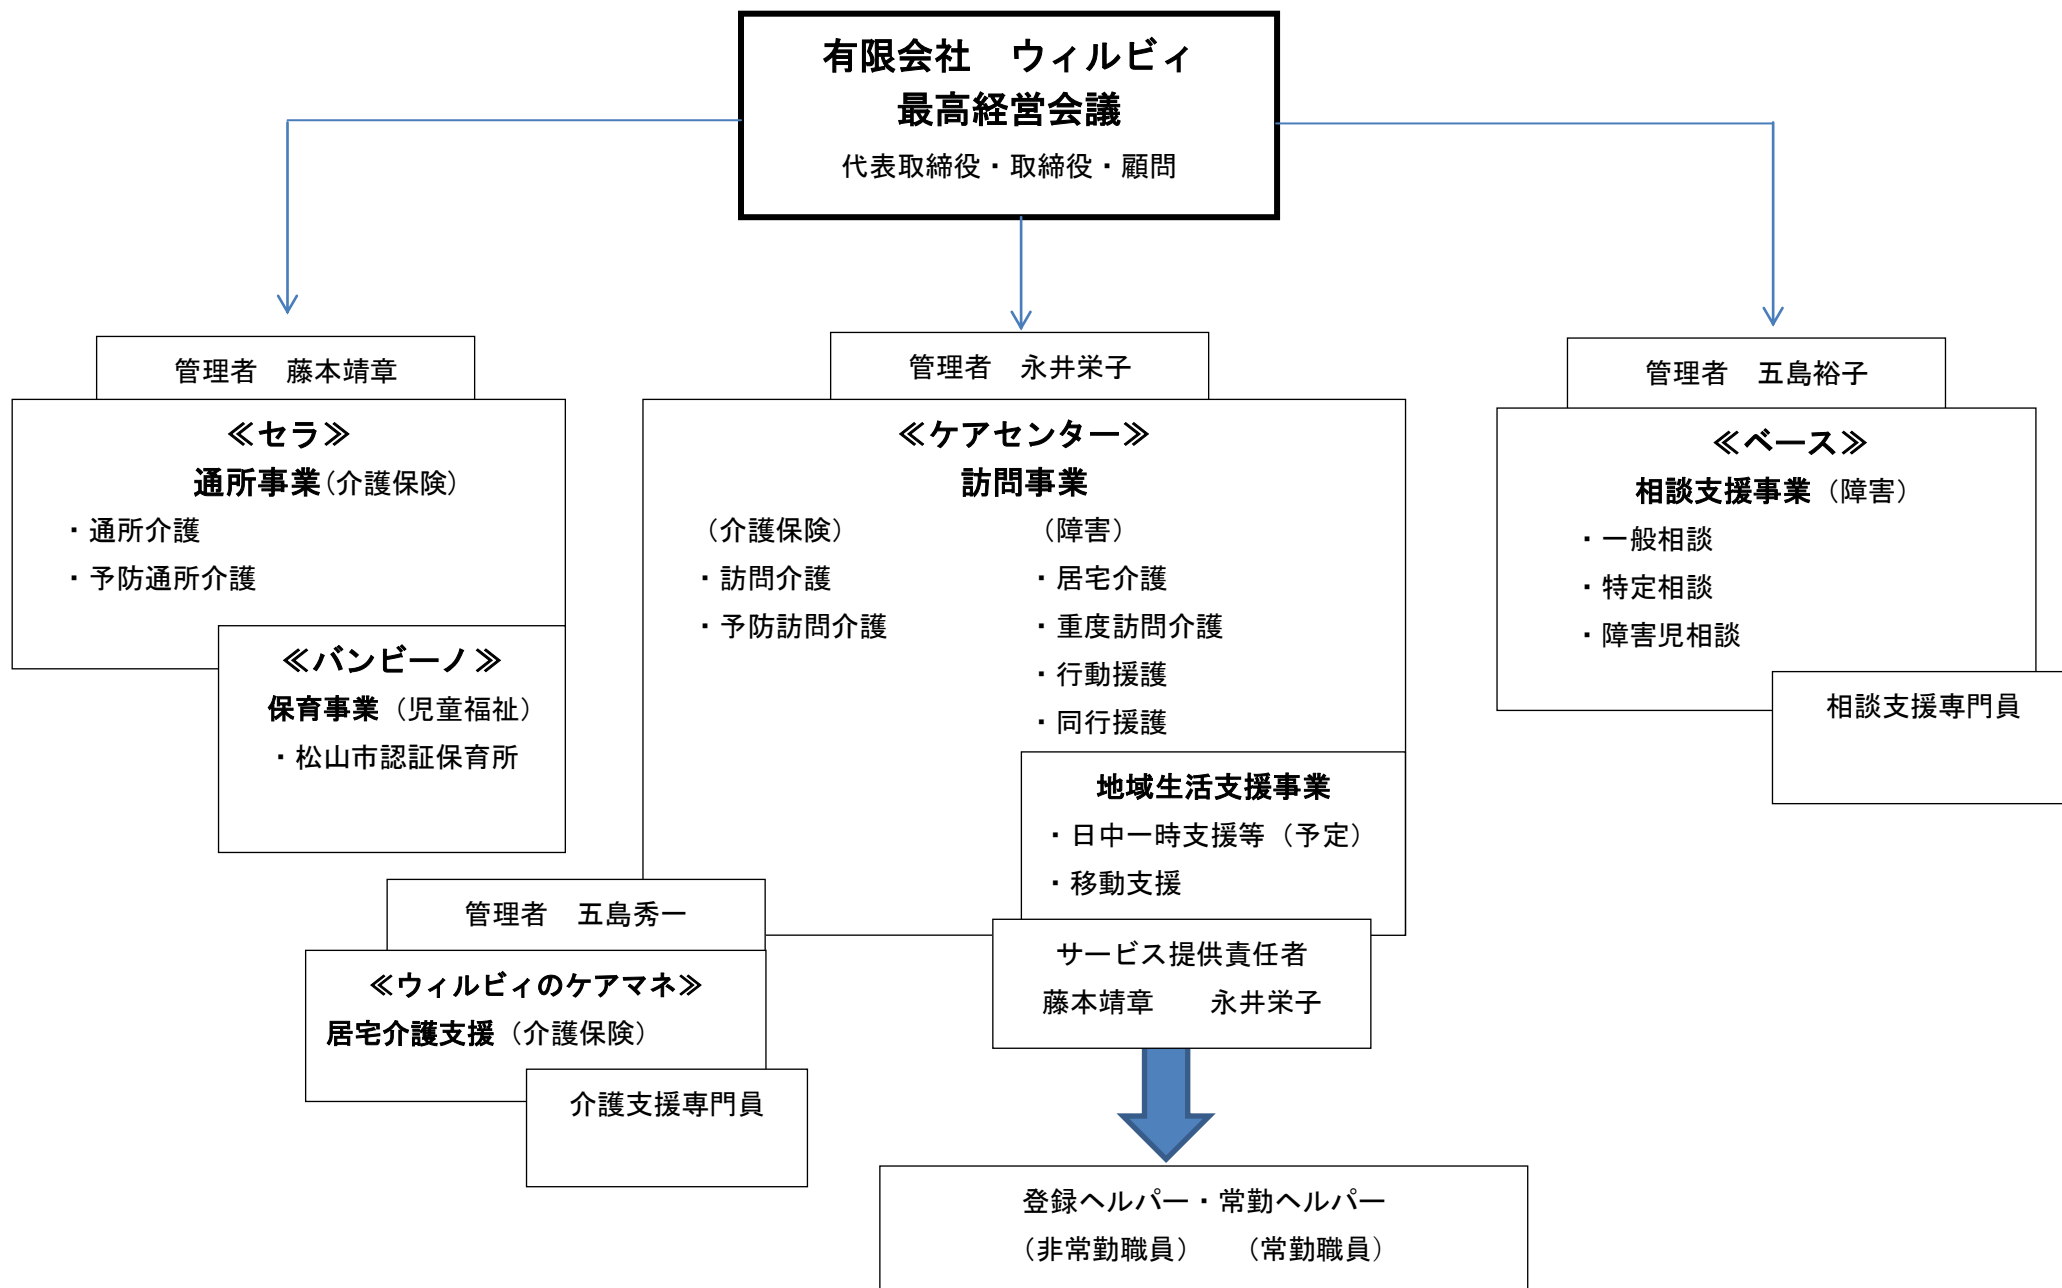 有限会社　ウィルビィ
最高経営会議
代表取締役・取締役・顧問
管理者　藤本靖章
≪セラ≫
通所事業(介護保険)
・通所介護
・予防通所介護
≪バンビーノ≫
保育事業（児童福祉）
・松山市認証保育所
管理者　永井栄子
≪ケアセンター≫
訪問事業
（介護保険）
・訪問介護
・予防訪問介護
（障害）
・居宅介護
・重度訪問介護
・行動援護
・同行援護
地域生活支援事業
・日中一時支援等（予定）
・移動支援
管理者　五島裕子
≪ベース≫
相談支援事業（障害）
・一般相談
・特定相談
・障害児相談
相談支援専門員
管理者　五島秀一
≪ウィルビィのケアマネ≫
居宅介護支援（介護保険）
介護支援専門員
サービス提供責任者
藤本靖章　　永井栄子
登録ヘルパー・常勤ヘルパー
（非常勤職員）　（常勤職員）